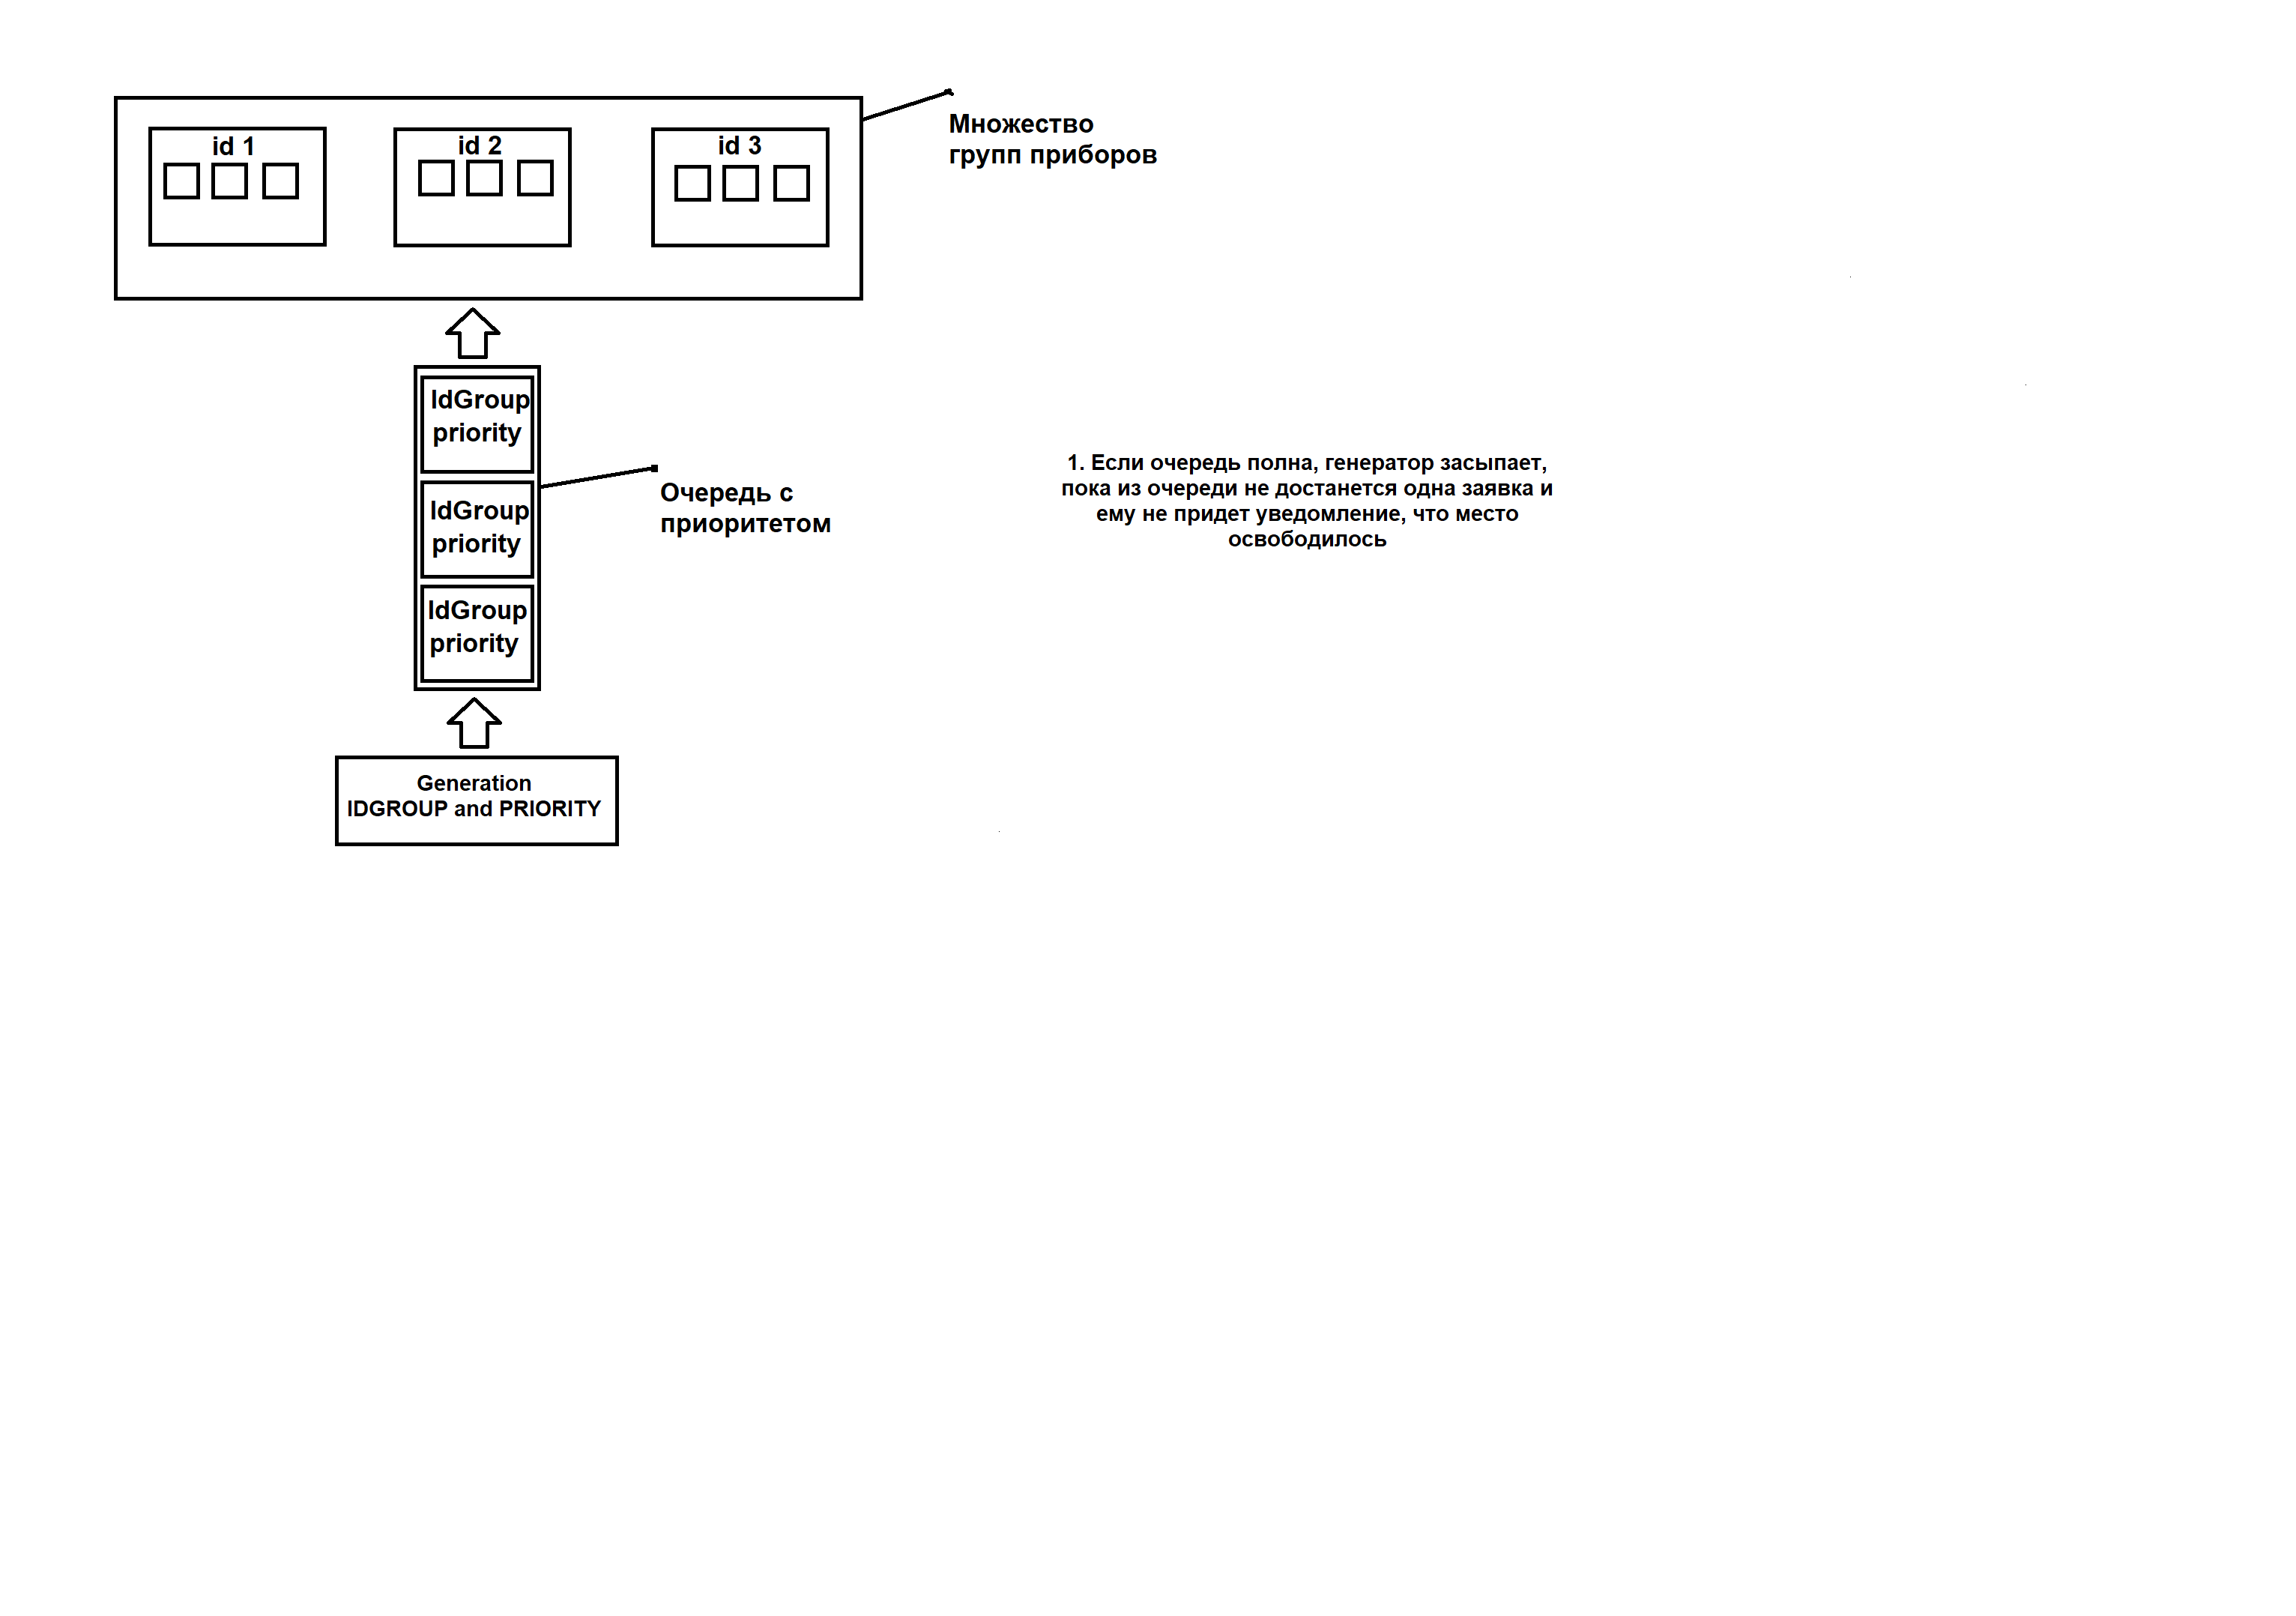 id 1
id 2
id 3
Множество
групп приборов
IdGroup
priority
IdGroup
priority
IdGroup
priority
Очередь с
приоритетом
1. Если очередь полна, генератор засыпает,
пока из очереди не достанется одна заявка и
ему не придет уведомление, что место
освободилось
Generation
IDGROUP and PRIORITY